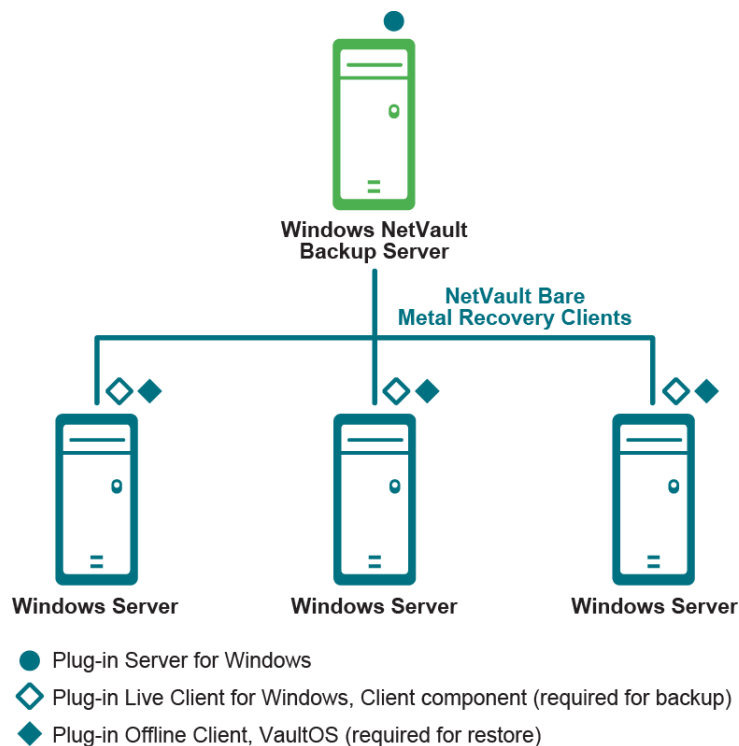 Windows NetVault
Backup Server
NetVault Bare
Metal Recovery Clients
Windows Server
Windows Server
Windows Server
Plug-in Server for Windows
Plug-in Live Client for Windows, Client component (required for backup)
Plug-in Offline Client, VaultOS (required for restore)